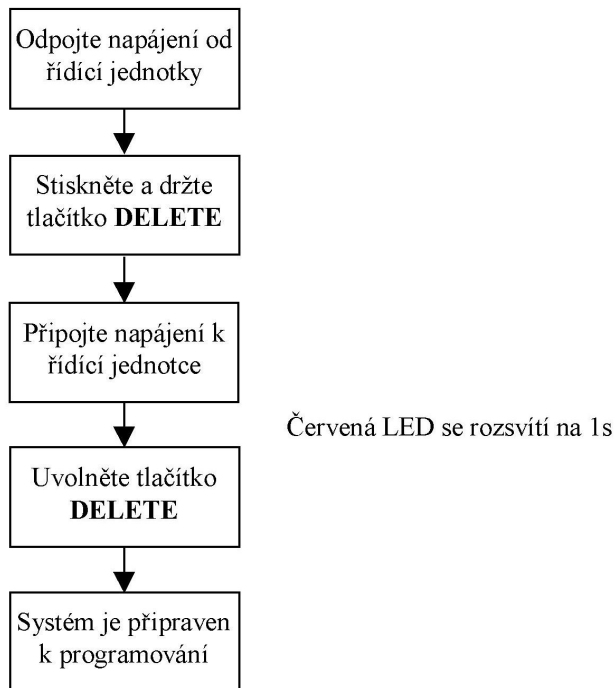 Odpojte napájení od
řídící jednotky
Stiskněte a držte
tlačítko DELETE
Připojte napájení k
řídící jednotce
Červená LED se rozsvítí na 1s
Uvolněte tlačítko
DELETE
Systém je připraven
k programování